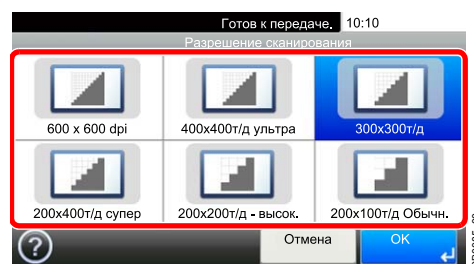 Готов к передаче. 10:10
Разрешение сканирования
600 x 600 dpi
400x400т/д ультра
300x300т/д
200x400т/д супер
200x200т/д - высок.
200x100т/д Обычн.
?
Отмена
OK